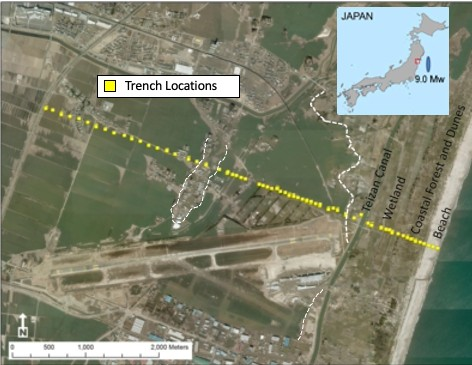 JAPAN
9.0 Mw
Trench Locations
Teizan Canal
Wetland
Coastal Forest and Dunes
Beach
N
0 500 1,000 2,000 Meters